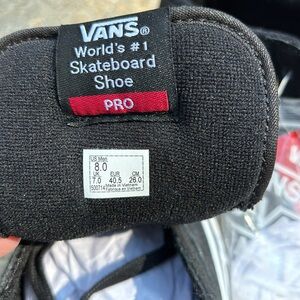 VANS®
World's #1
Skateboard
Shoe
PRO
US Men
8.0
UK EUR CM
7.0 40.5 26.0
Made in Vietnam